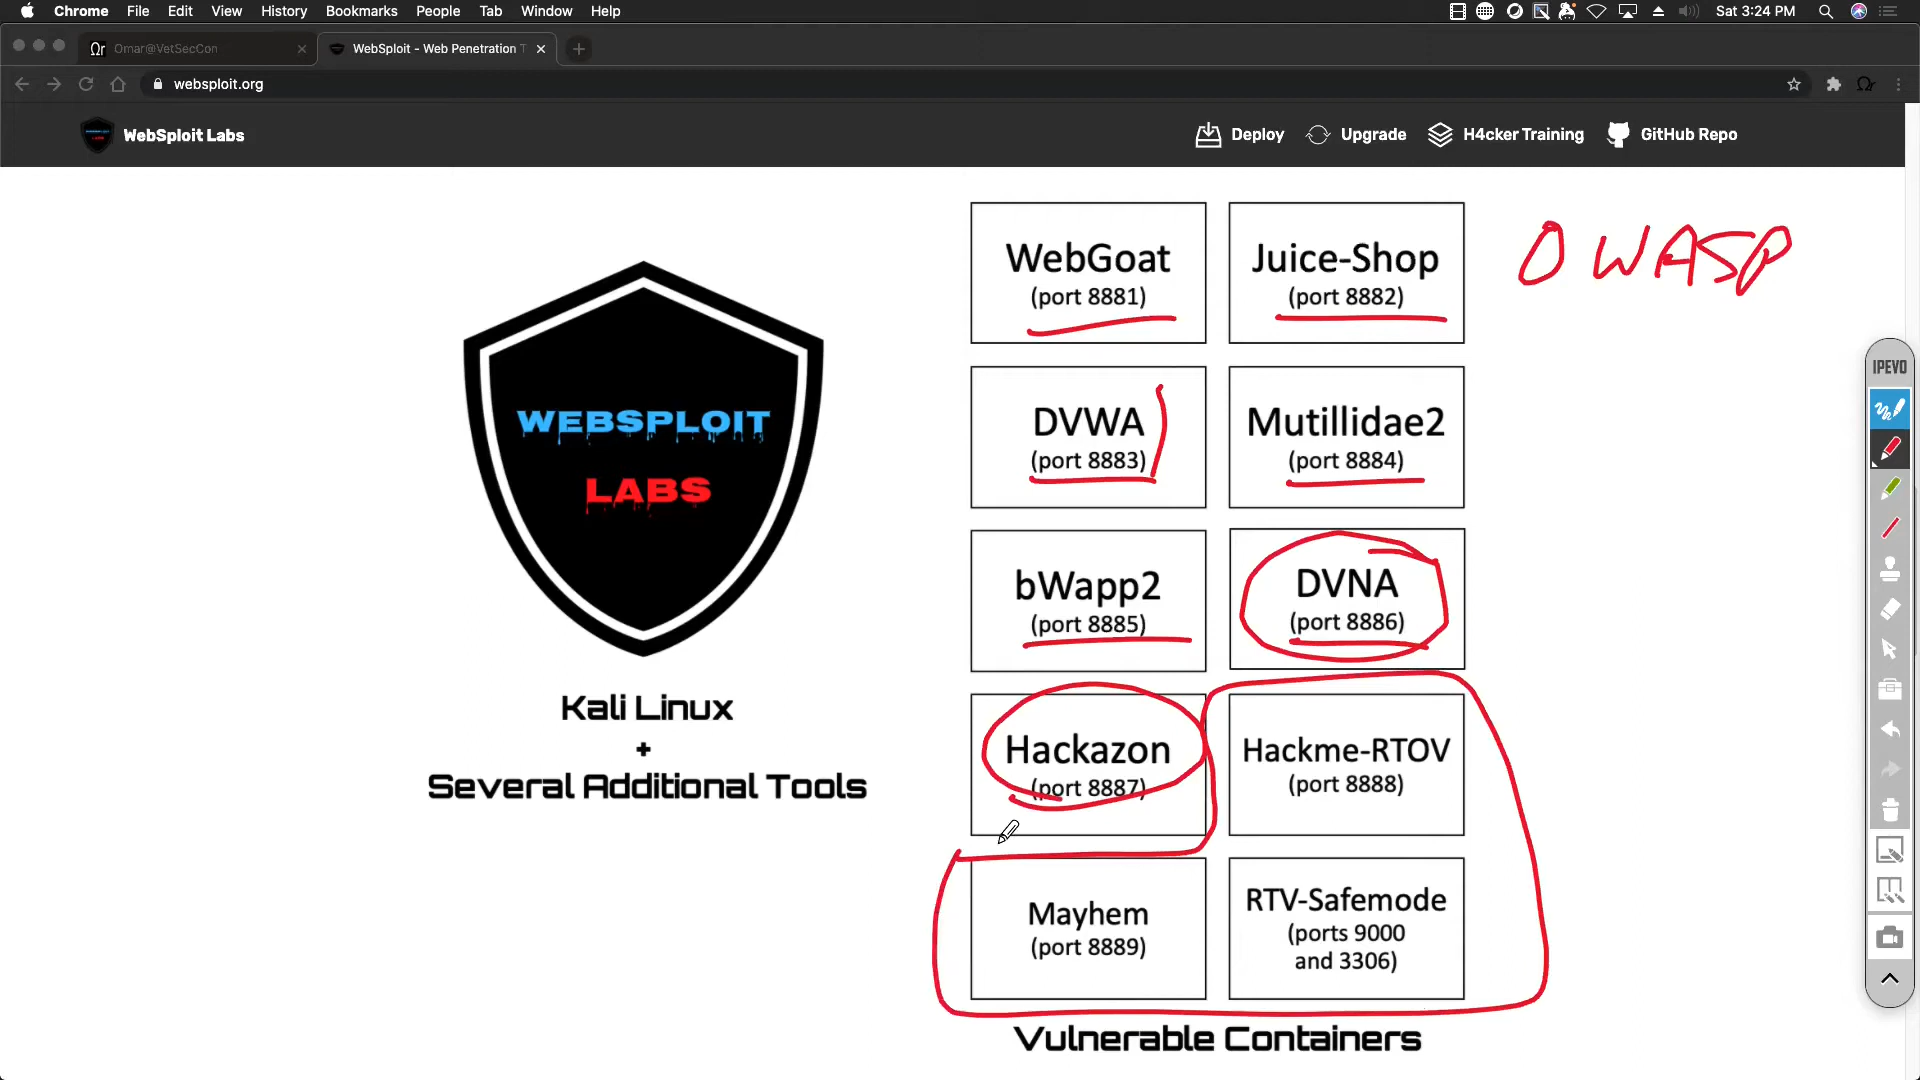 Chrome File Edit View History Bookmarks People Tab Window Help Sat 3:24 PM
Ωr Omar@VetSecCon WebSploit - Web Penetration T
websploit.org
WebSploit Labs Deploy Upgrade H4cker Training GitHub Repo
WEBSPLOIT
LABS
Kali Linux
+
Several Additional Tools
WebGoat
(port 8881)
Juice-Shop
(port 8882)
OWASP
DVWA
(port 8883)
Mutillidae2
(port 8884)
bWapp2
(port 8885)
DVNA
(port 8886)
Hackazon
(port 8887)
Hackme-RTOV
(port 8888)
Mayhem
(port 8889)
RTV-Safemode
(ports 9000
and 3306)
Vulnerable Containers
IPEVO